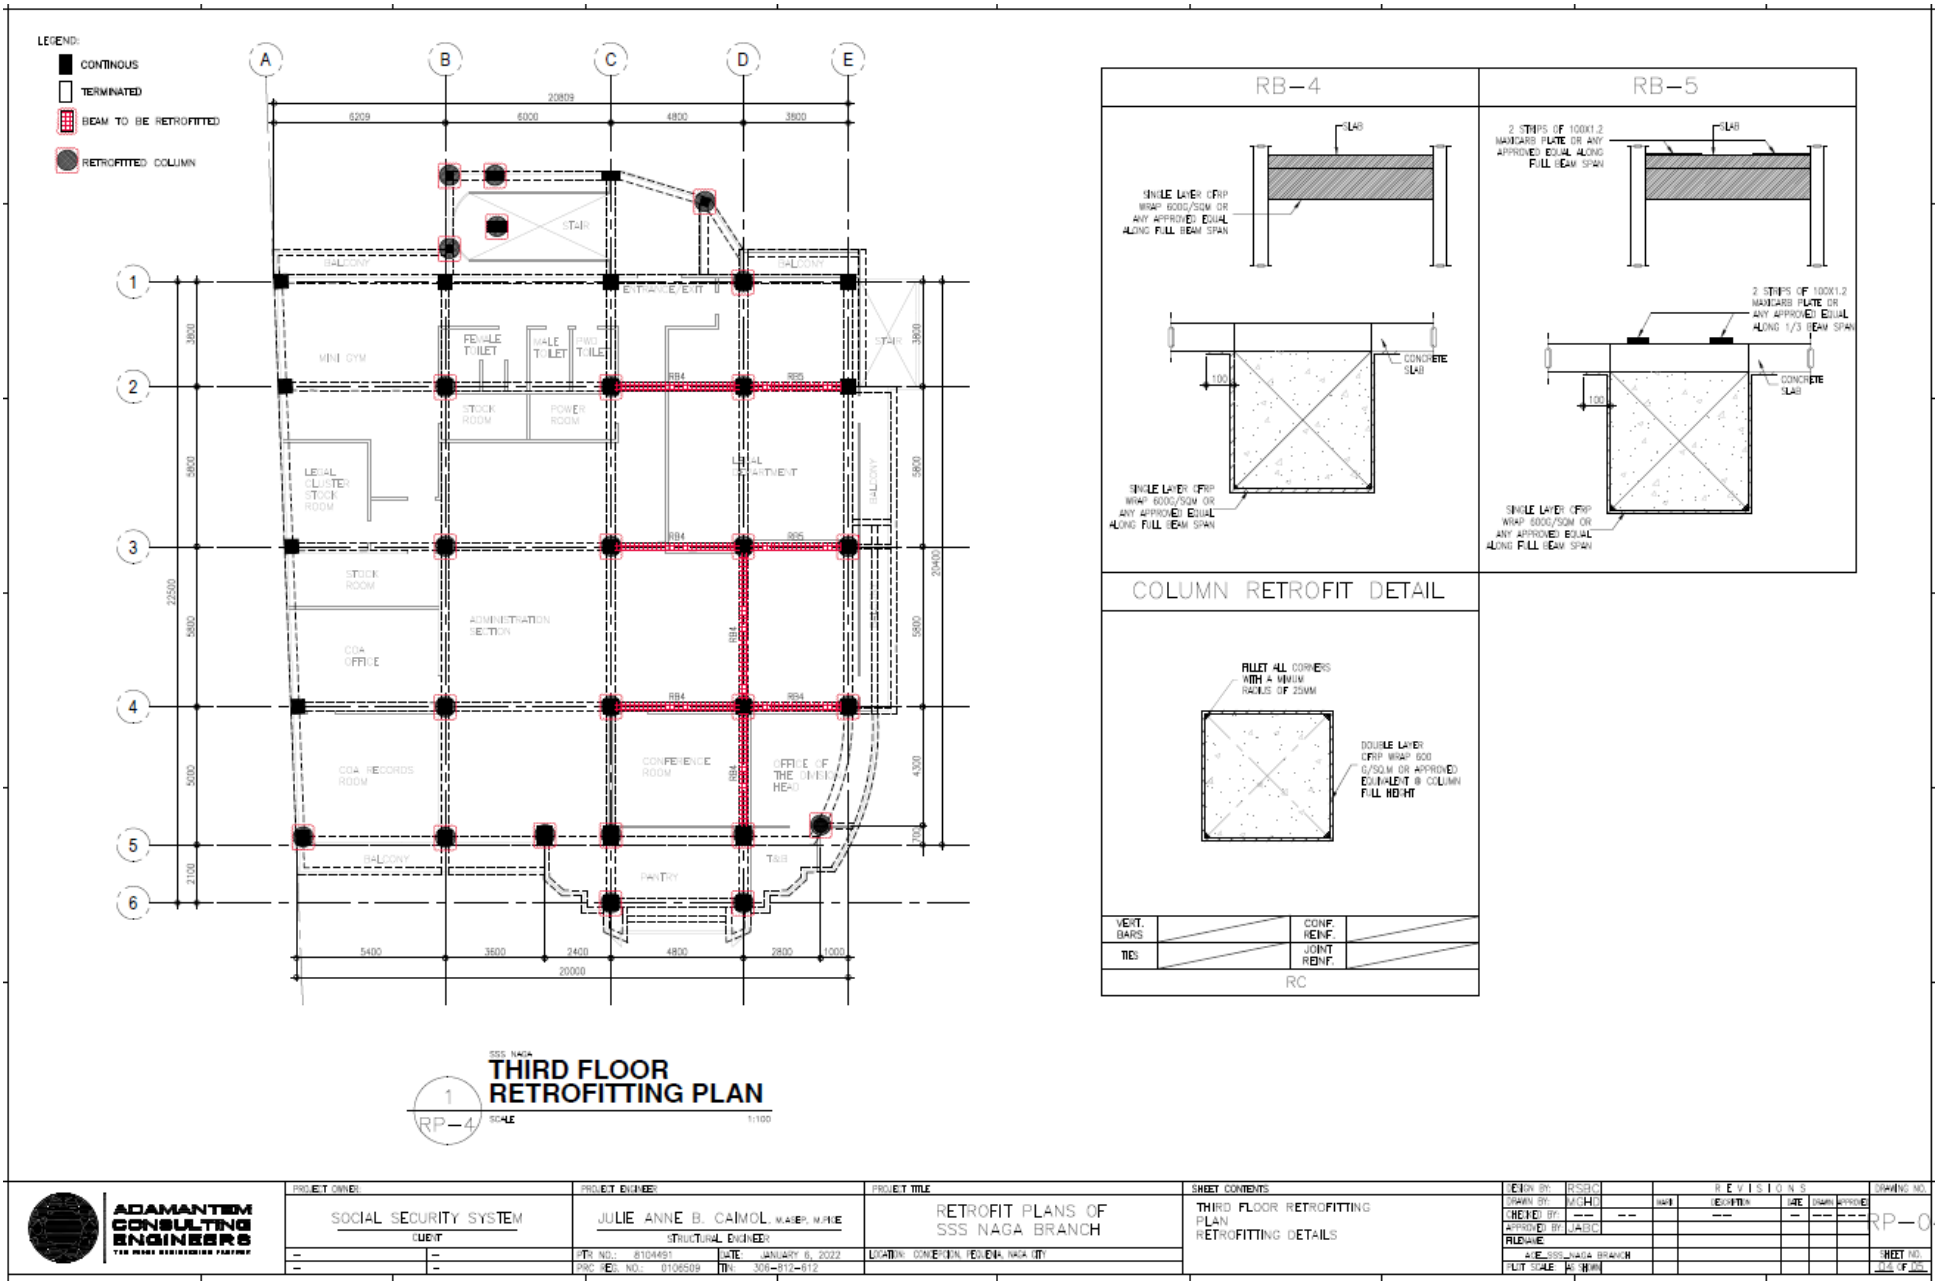 LEGEND:
CONTINOUS
TERMINATED
BEAM TO BE RETROFITTED
RETROFITTED COLUMN
A
B
C
D
E
20809
6209
6000
4800
3800
STAIR
BALCONY
BALCONY
1
ENTRANCE/EXIT
3800
MINI GYM
FEMALE
TOILET
MALE
TOILET
PWD
TOILET
STAIR
3800
2
RB4
RB5
STOCK
ROOM
POWER
ROOM
5800
LEGAL
CLUSTER
STOCK
ROOM
LEGAL
DEPARTMENT
BALCONY
5800
3
RB4
RB5
20400
22500
STOCK
ROOM
5800
ADMINISTRATION
SECTION
RB4
5800
COA
OFFICE
4
RB4
RB4
5000
COA RECORDS
ROOM
CONFERENCE
ROOM
RB4
OFFICE OF
THE DIVISION
HEAD
4300
700
5
BALCONY
T&B
2100
PANTRY
6
5400
3600
2400
4800
2800
1000
20000
SSS NAGA
THIRD FLOOR
RETROFITTING PLAN
1
RP-4
SCALE
1:100
RB-4
SLAB
SINGLE LAYER CFRP
WRAP 600G/SQM OR
ANY APPROVED EQUAL
ALONG FULL BEAM SPAN
100
CONCRETE
SLAB
SINGLE LAYER CFRP
WRAP 600G/SQM OR
ANY APPROVED EQUAL
ALONG FULL BEAM SPAN
RB-5
2 STRIPS OF 100X1.2
MAXICARB PLATE OR ANY
APPROVED EQUAL ALONG
FULL BEAM SPAN
SLAB
2 STRIPS OF 100X1.2
MAXICARB PLATE OR
ANY APPROVED EQUAL
ALONG 1/3 BEAM SPAN
100
CONCRETE
SLAB
SINGLE LAYER CFRP
WRAP 600G/SQM OR
ANY APPROVED EQUAL
ALONG FULL BEAM SPAN
COLUMN RETROFIT DETAIL
FILLET ALL CORNERS
WITH A MIMUM
RADIUS OF 25MM
DOUBLE LAYER
CFRP WRAP 600
G/SQ.M OR APPROVED
EQUIVALENT @ COLUMN
FULL HEIGHT
VERT.
BARS
CONF.
REINF.
TIES
JOINT
REINF.
RC
ADAMANTEM
CONSULTING
ENGINEERS
PROJECT OWNER:
SOCIAL SECURITY SYSTEM
CLIENT
PROJECT ENGINEER
JULIE ANNE B. CAIMOL, M.ASEP, M.PICE
STRUCTURAL ENGINEER
PTR NO.: 8104491
DATE: JANUARY 6, 2022
PRC REG. NO.: 0106509
TIN: 306-812-612
PROJECT TITLE
RETROFIT PLANS OF
SSS NAGA BRANCH
LOCATION: CONCEPCION, PEQUENIA, NAGA CITY
SHEET CONTENTS
THIRD FLOOR RETROFITTING
PLAN
RETROFITTING DETAILS
DESIGN BY: RSBC
DRAWN BY: MGHD
CHECKED BY: -- --
APPROVED BY: JABC
FILENAME:
ACE_SSS_NAGA BRANCH
PLOT SCALE: AS SHOWN
REVISIONS
MARK DESCRIPTION DATE DRAWN APPROVED
DRAWING NO.
RP-04
SHEET NO.
04 OF 05